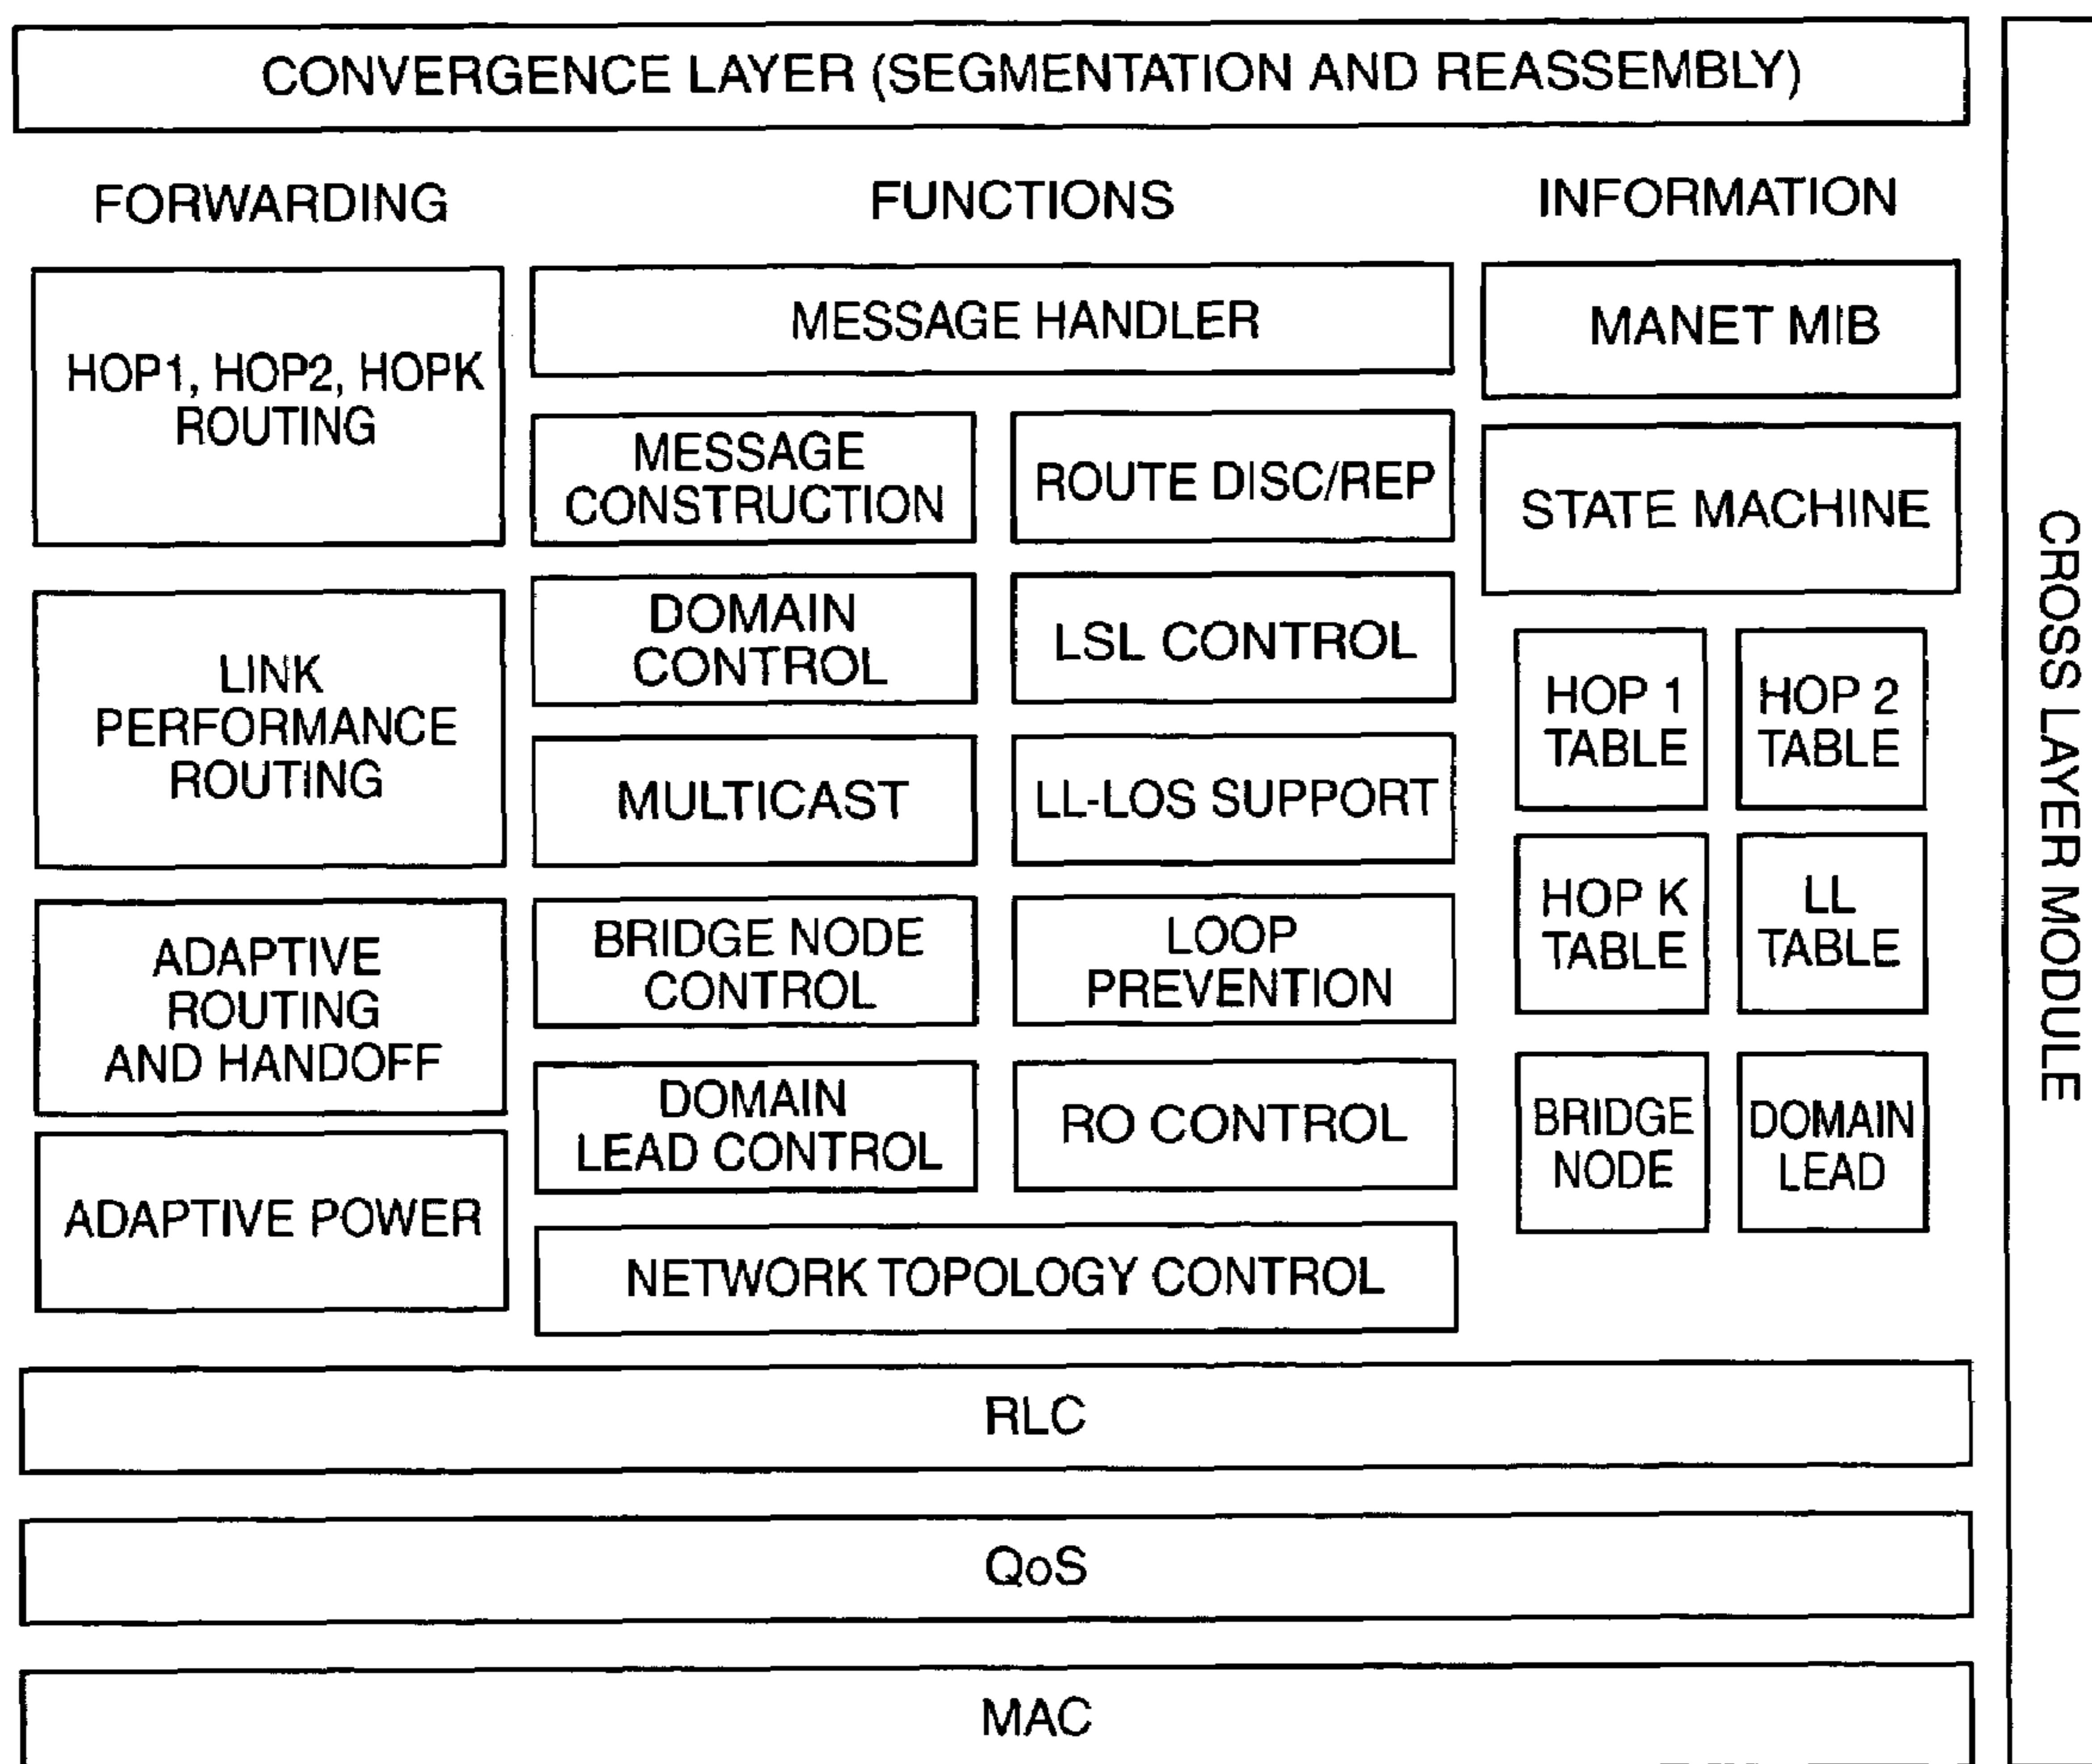 CONVERGENCE LAYER (SEGMENTATION AND REASSEMBLY)
FORWARDING
FUNCTIONS
INFORMATION
HOP1, HOP2, HOPK
ROUTING
LINK
PERFORMANCE
ROUTING
ADAPTIVE
ROUTING
AND HANDOFF
ADAPTIVE POWER
MESSAGE HANDLER
MESSAGE
CONSTRUCTION
ROUTE DISC/REP
DOMAIN
CONTROL
LSL CONTROL
MULTICAST
LL-LOS SUPPORT
BRIDGE NODE
CONTROL
LOOP
PREVENTION
DOMAIN
LEAD CONTROL
RO CONTROL
NETWORK TOPOLOGY CONTROL
MANET MIB
STATE MACHINE
HOP 1
TABLE
HOP 2
TABLE
HOP K
TABLE
LL
TABLE
BRIDGE
NODE
DOMAIN
LEAD
RLC
QoS
MAC
CROSS LAYER MODULE